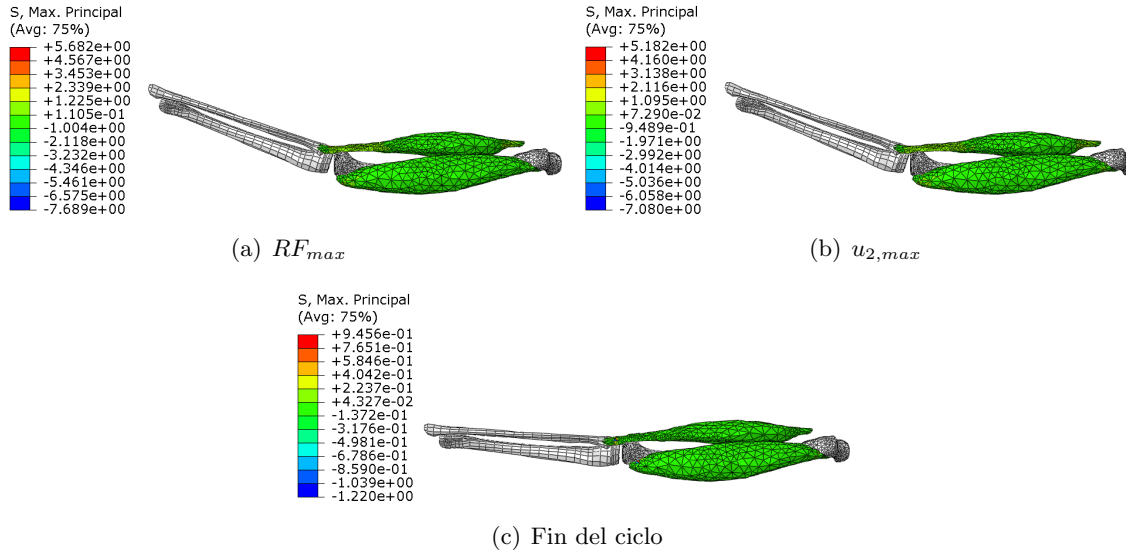 S, Max. Principal
(Avg: 75%)
+5.682e+00
+4.567e+00
+3.453e+00
+2.339e+00
+1.225e+00
+1.105e-01
-1.004e+00
-2.118e+00
-3.232e+00
-4.346e+00
-5.461e+00
-6.575e+00
-7.689e+00
(a) RFmax
S, Max. Principal
(Avg: 75%)
+5.182e+00
+4.160e+00
+3.138e+00
+2.116e+00
+1.095e+00
+7.290e-02
-9.489e-01
-1.971e+00
-2.992e+00
-4.014e+00
-5.036e+00
-6.058e+00
-7.080e+00
(b) u2,max
S, Max. Principal
(Avg: 75%)
+9.456e-01
+7.651e-01
+5.846e-01
+4.042e-01
+2.237e-01
+4.327e-02
-1.372e-01
-3.176e-01
-4.981e-01
-6.786e-01
-8.590e-01
-1.039e+00
-1.220e+00
(c) Fin del ciclo